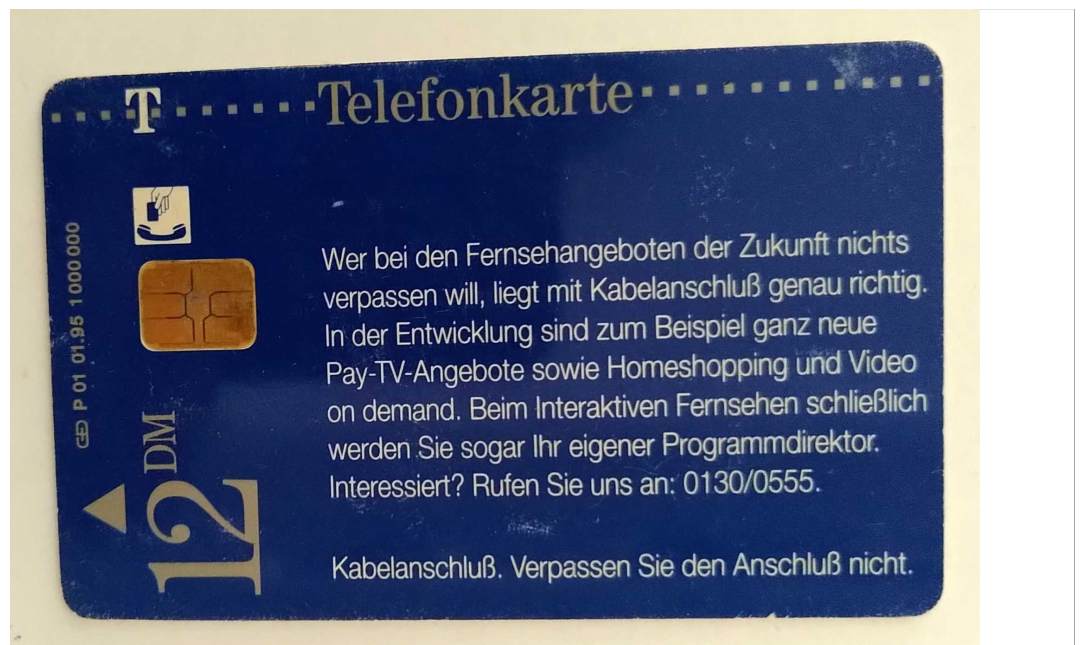 T Telefonkarte
Wer bei den Fernsehangeboten der Zukunft nichts
verpassen will, liegt mit Kabelanschluß genau richtig.
In der Entwicklung sind zum Beispiel ganz neue
Pay-TV-Angebote sowie Homeshopping und Video
on demand. Beim Interaktiven Fernsehen schließlich
werden Sie sogar Ihr eigener Programmdirektor.
Interessiert? Rufen Sie uns an: 0130/0555.
Kabelanschluß. Verpassen Sie den Anschluß nicht.
P 01 01.95 1 000 000
12 DM